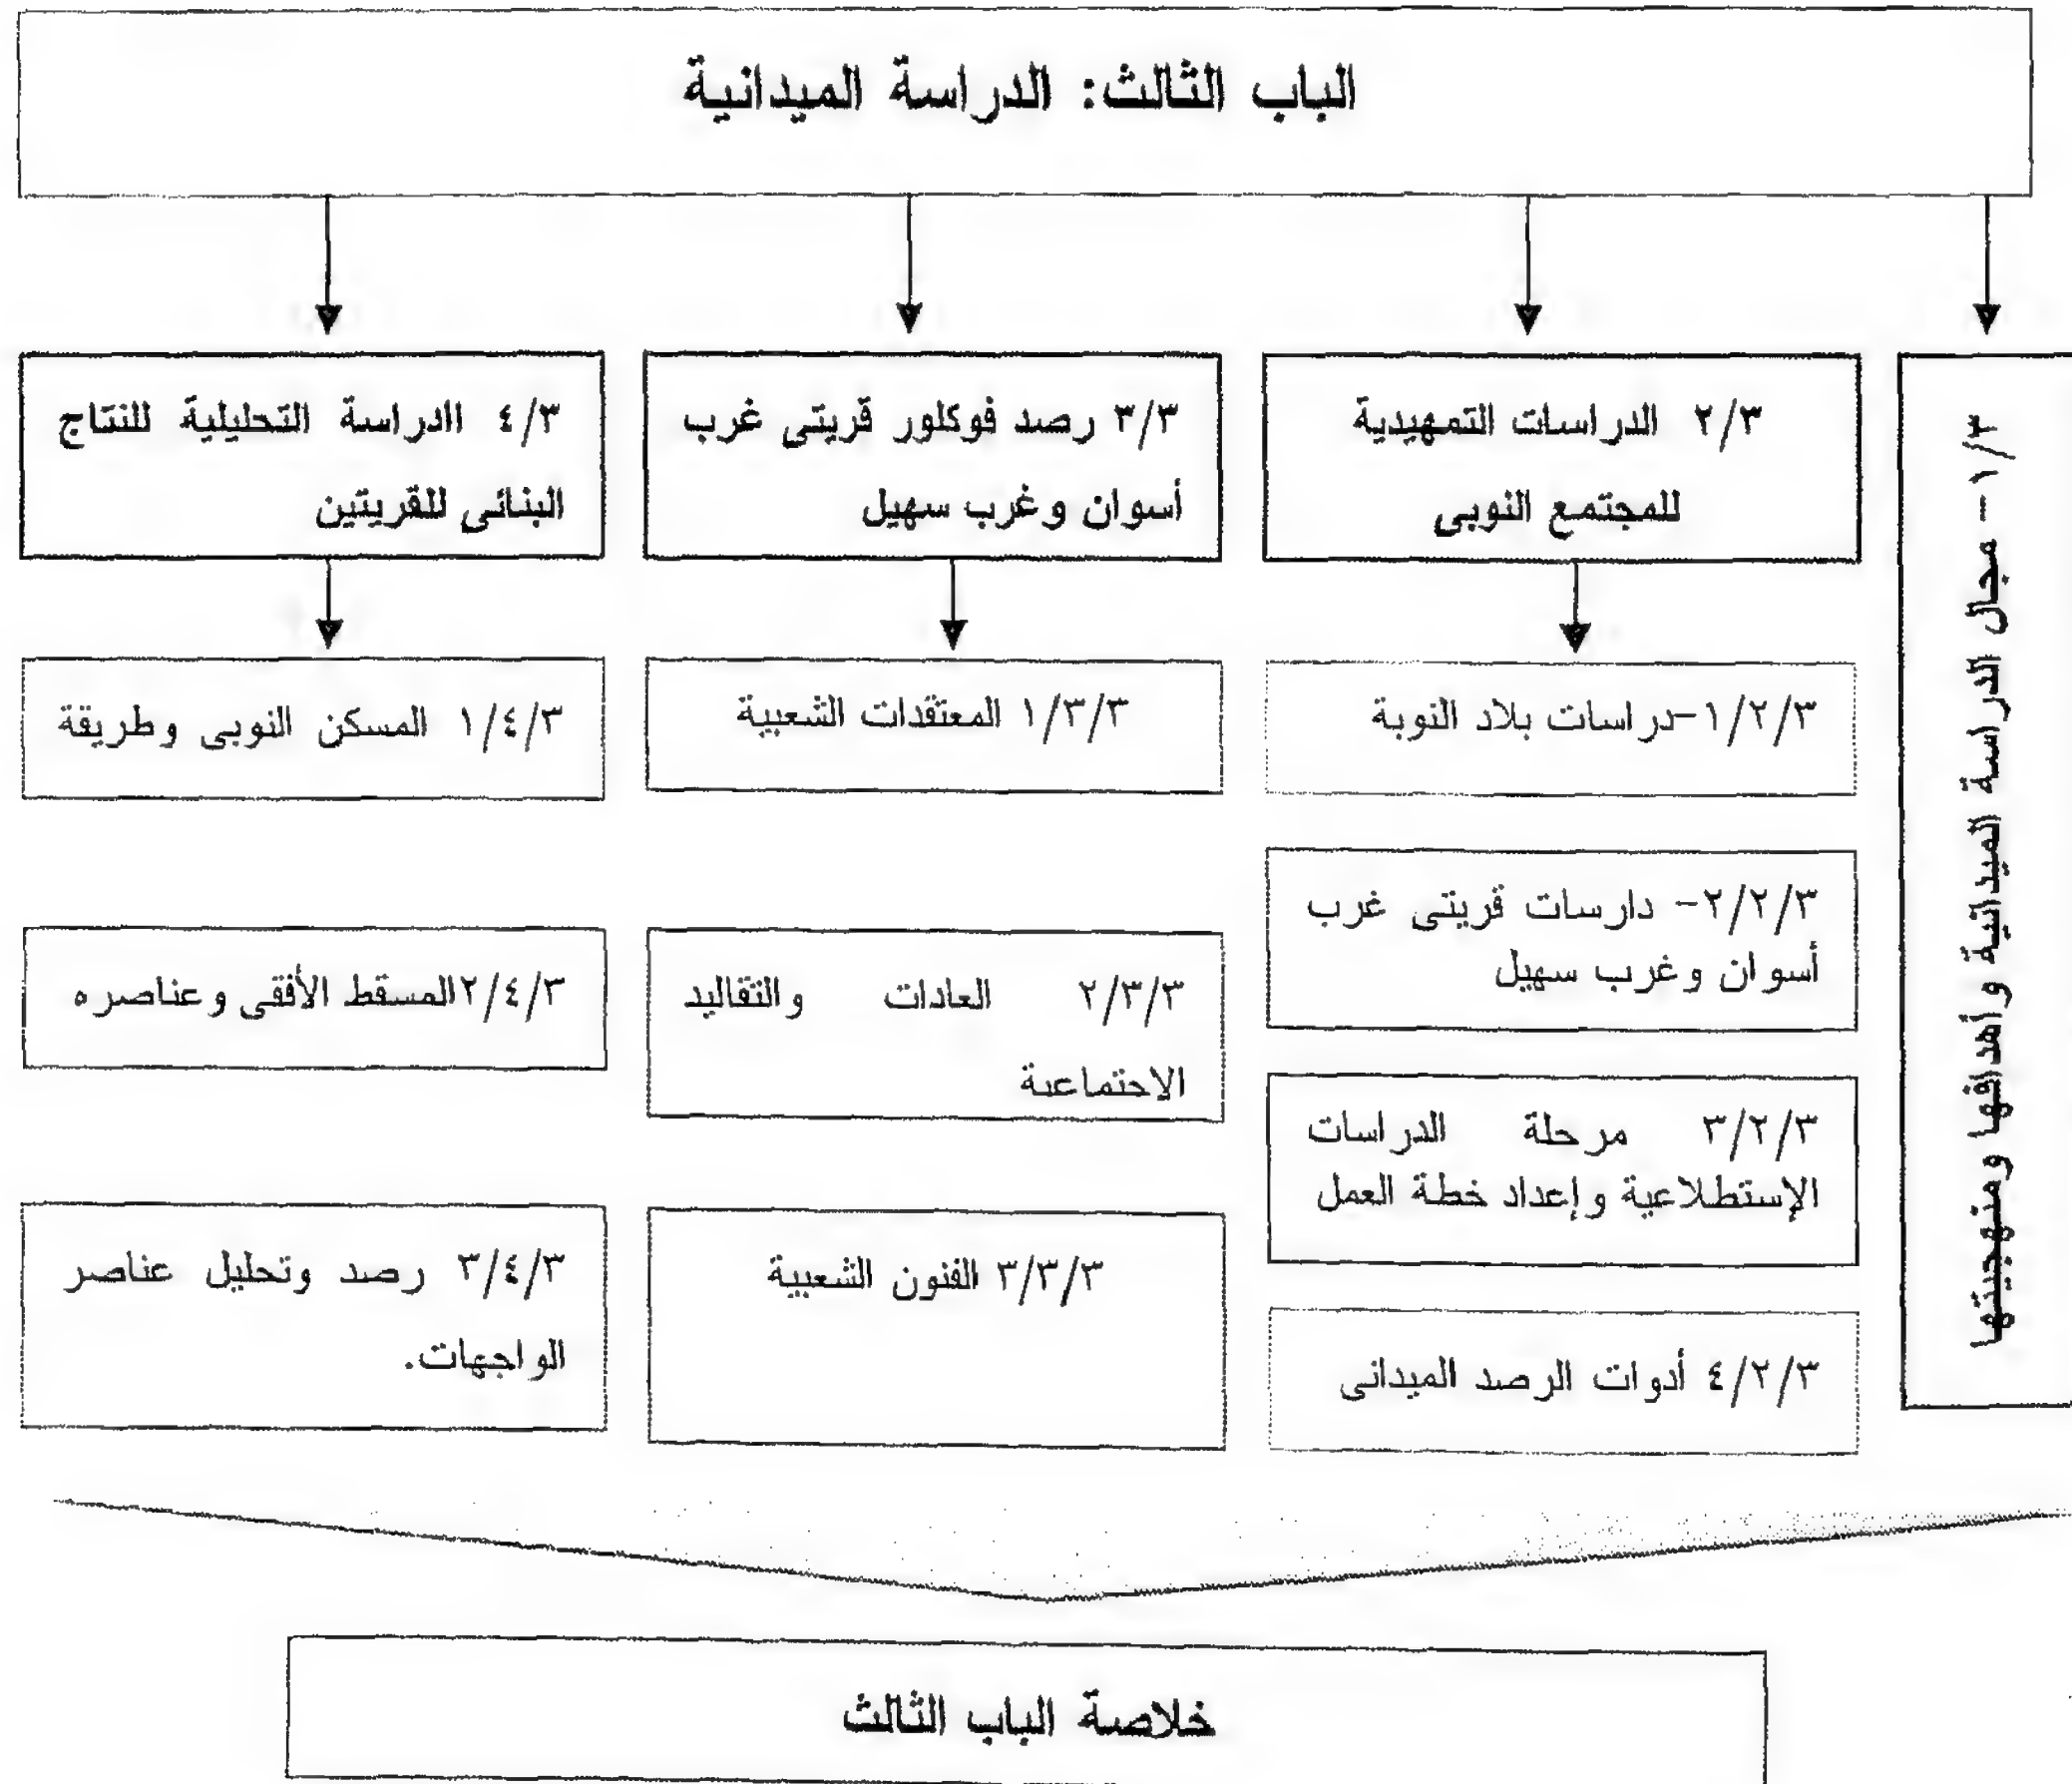 الباب الثالث: الدراسة الميدانية
٣/١- مجال الدراسة الميدانية وأهدافها ومنهجيتها
٣/٢ الدراسات التمهيدية
للمجتمع النوبى
٣/٢/١-دراسات بلاد النوبة
٣/٢/٢- دارسات قريتى غرب
أسوان وغرب سهيل
٣/٢/٣ مرحلة الدراسات
الإستطلاعية وإعداد خطة العمل
٣/٢/٤ أدوات الرصد الميدانى
٣/٣ رصد فوكلور قريتى غرب
أسوان وغرب سهيل
٣/٣/١ المعتقدات الشعبية
٣/٣/٢ العادات والتقاليد
الاجتماعية
٣/٣/٣ الفنون الشعبية
٣/٤ االدراسة التحليلية للنتاج
البنائى للقريتين
٣/٤/١ المسكن النوبى وطريقة
٣/٤/٢المسقط الأفقى وعناصره
٣/٤/٣ رصد وتحليل عناصر
الواجهات.
خلاصة الباب الثالث